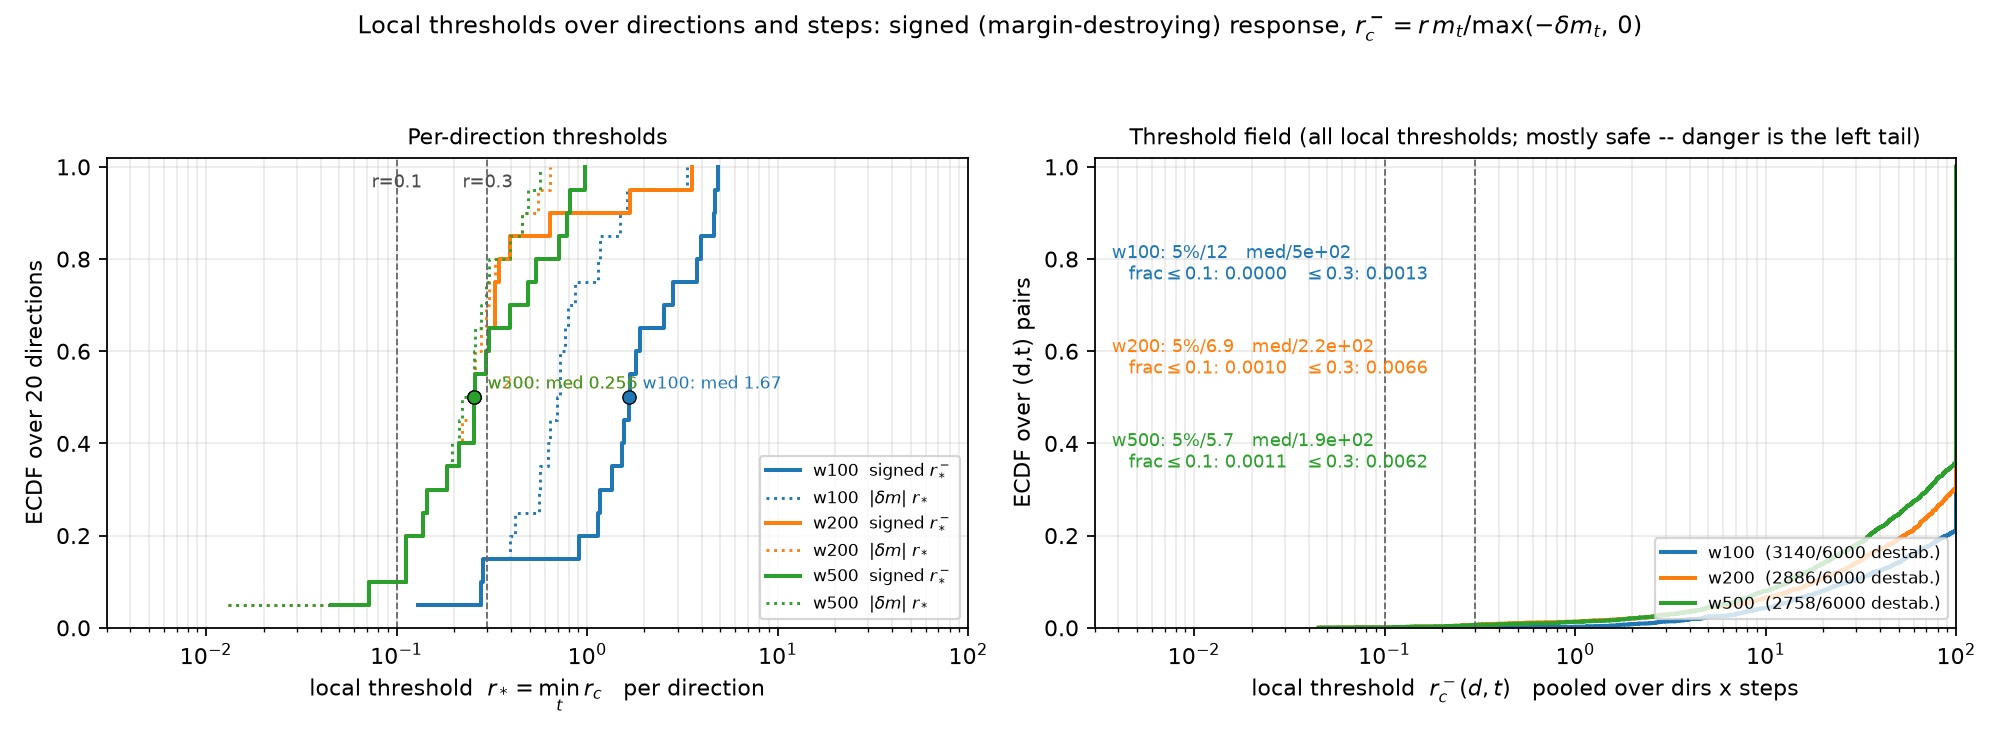 Local thresholds over directions and steps: signed (margin-destroying) response, r_c^- = r m_t/max(−δm_t, 0)
Per-direction thresholds
ECDF over 20 directions
1.0
0.8
0.6
0.4
0.2
0.0
r=0.1
r=0.3
w500: med 0.256
w100: med 1.67
w100 signed r_*^-
w100 |δm| r_*
w200 signed r_*^-
w200 |δm| r_*
w500 signed r_*^-
w500 |δm| r_*
10^−2
10^−1
10^0
10^1
10^2
local threshold r_* = min_t r_c per direction
Threshold field (all local thresholds; mostly safe -- danger is the left tail)
ECDF over (d,t) pairs
1.0
0.8
0.6
0.4
0.2
0.0
w100: 5%/12 med/5e+02
frac ≤ 0.1: 0.0000 ≤ 0.3: 0.0013
w200: 5%/6.9 med/2.2e+02
frac ≤ 0.1: 0.0010 ≤ 0.3: 0.0066
w500: 5%/5.7 med/1.9e+02
frac ≤ 0.1: 0.0011 ≤ 0.3: 0.0062
w100 (3140/6000 destab.)
w200 (2886/6000 destab.)
w500 (2758/6000 destab.)
10^−2
10^−1
10^0
10^1
10^2
local threshold r_c^-(d, t) pooled over dirs x steps